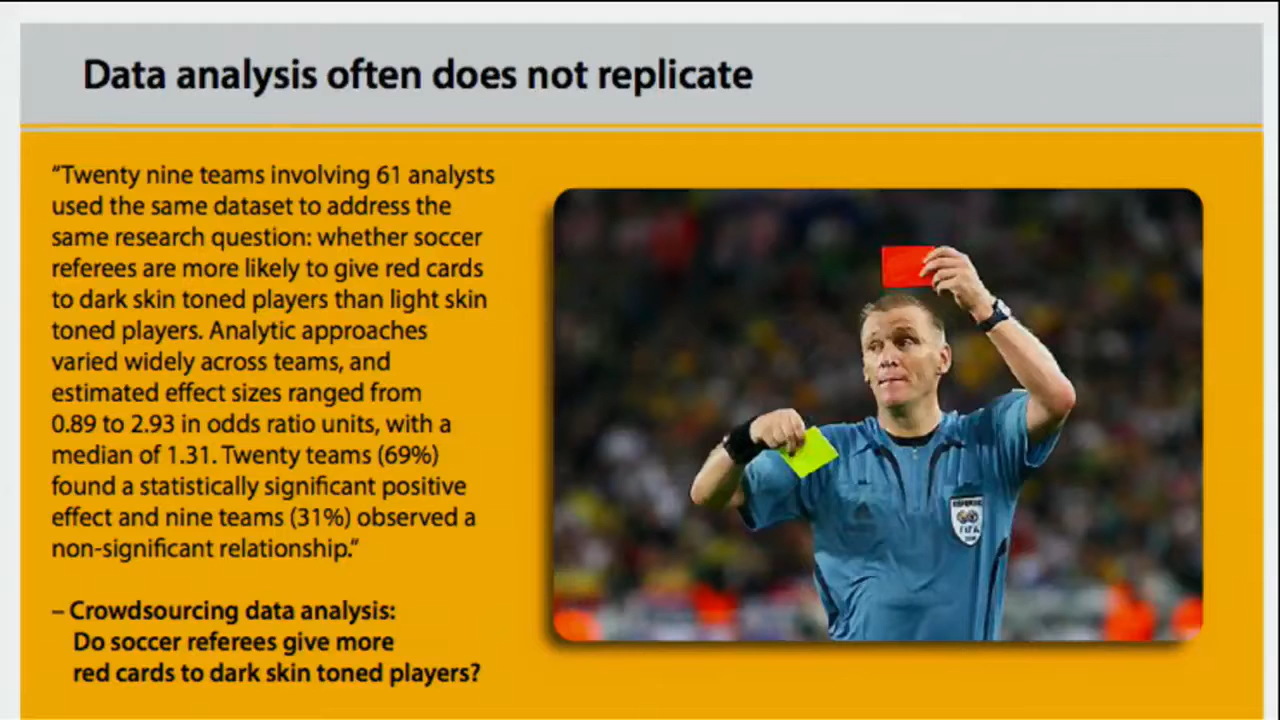 Data analysis often does not replicate
“Twenty nine teams involving 61 analysts
used the same dataset to address the
same research question: whether soccer
referees are more likely to give red cards
to dark skin toned players than light skin
toned players. Analytic approaches
varied widely across teams, and
estimated effect sizes ranged from
0.89 to 2.93 in odds ratio units, with a
median of 1.31. Twenty teams (69%)
found a statistically significant positive
effect and nine teams (31%) observed a
non-significant relationship.”
– Crowdsourcing data analysis:
Do soccer referees give more
red cards to dark skin toned players?